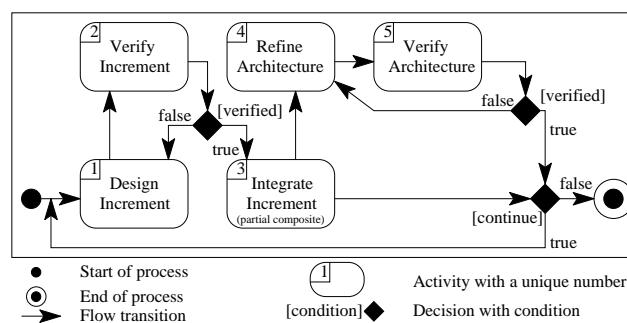 2
Verify
Increment
4
Refine
Architecture
5
Verify
Architecture
false
[verified]
true
false
[verified]
true
1
Design
Increment
3
Integrate
Increment
(partial composite)
false
[continue]
true
Start of process
End of process
Flow transition
1
Activity with a unique number
[condition]
Decision with condition